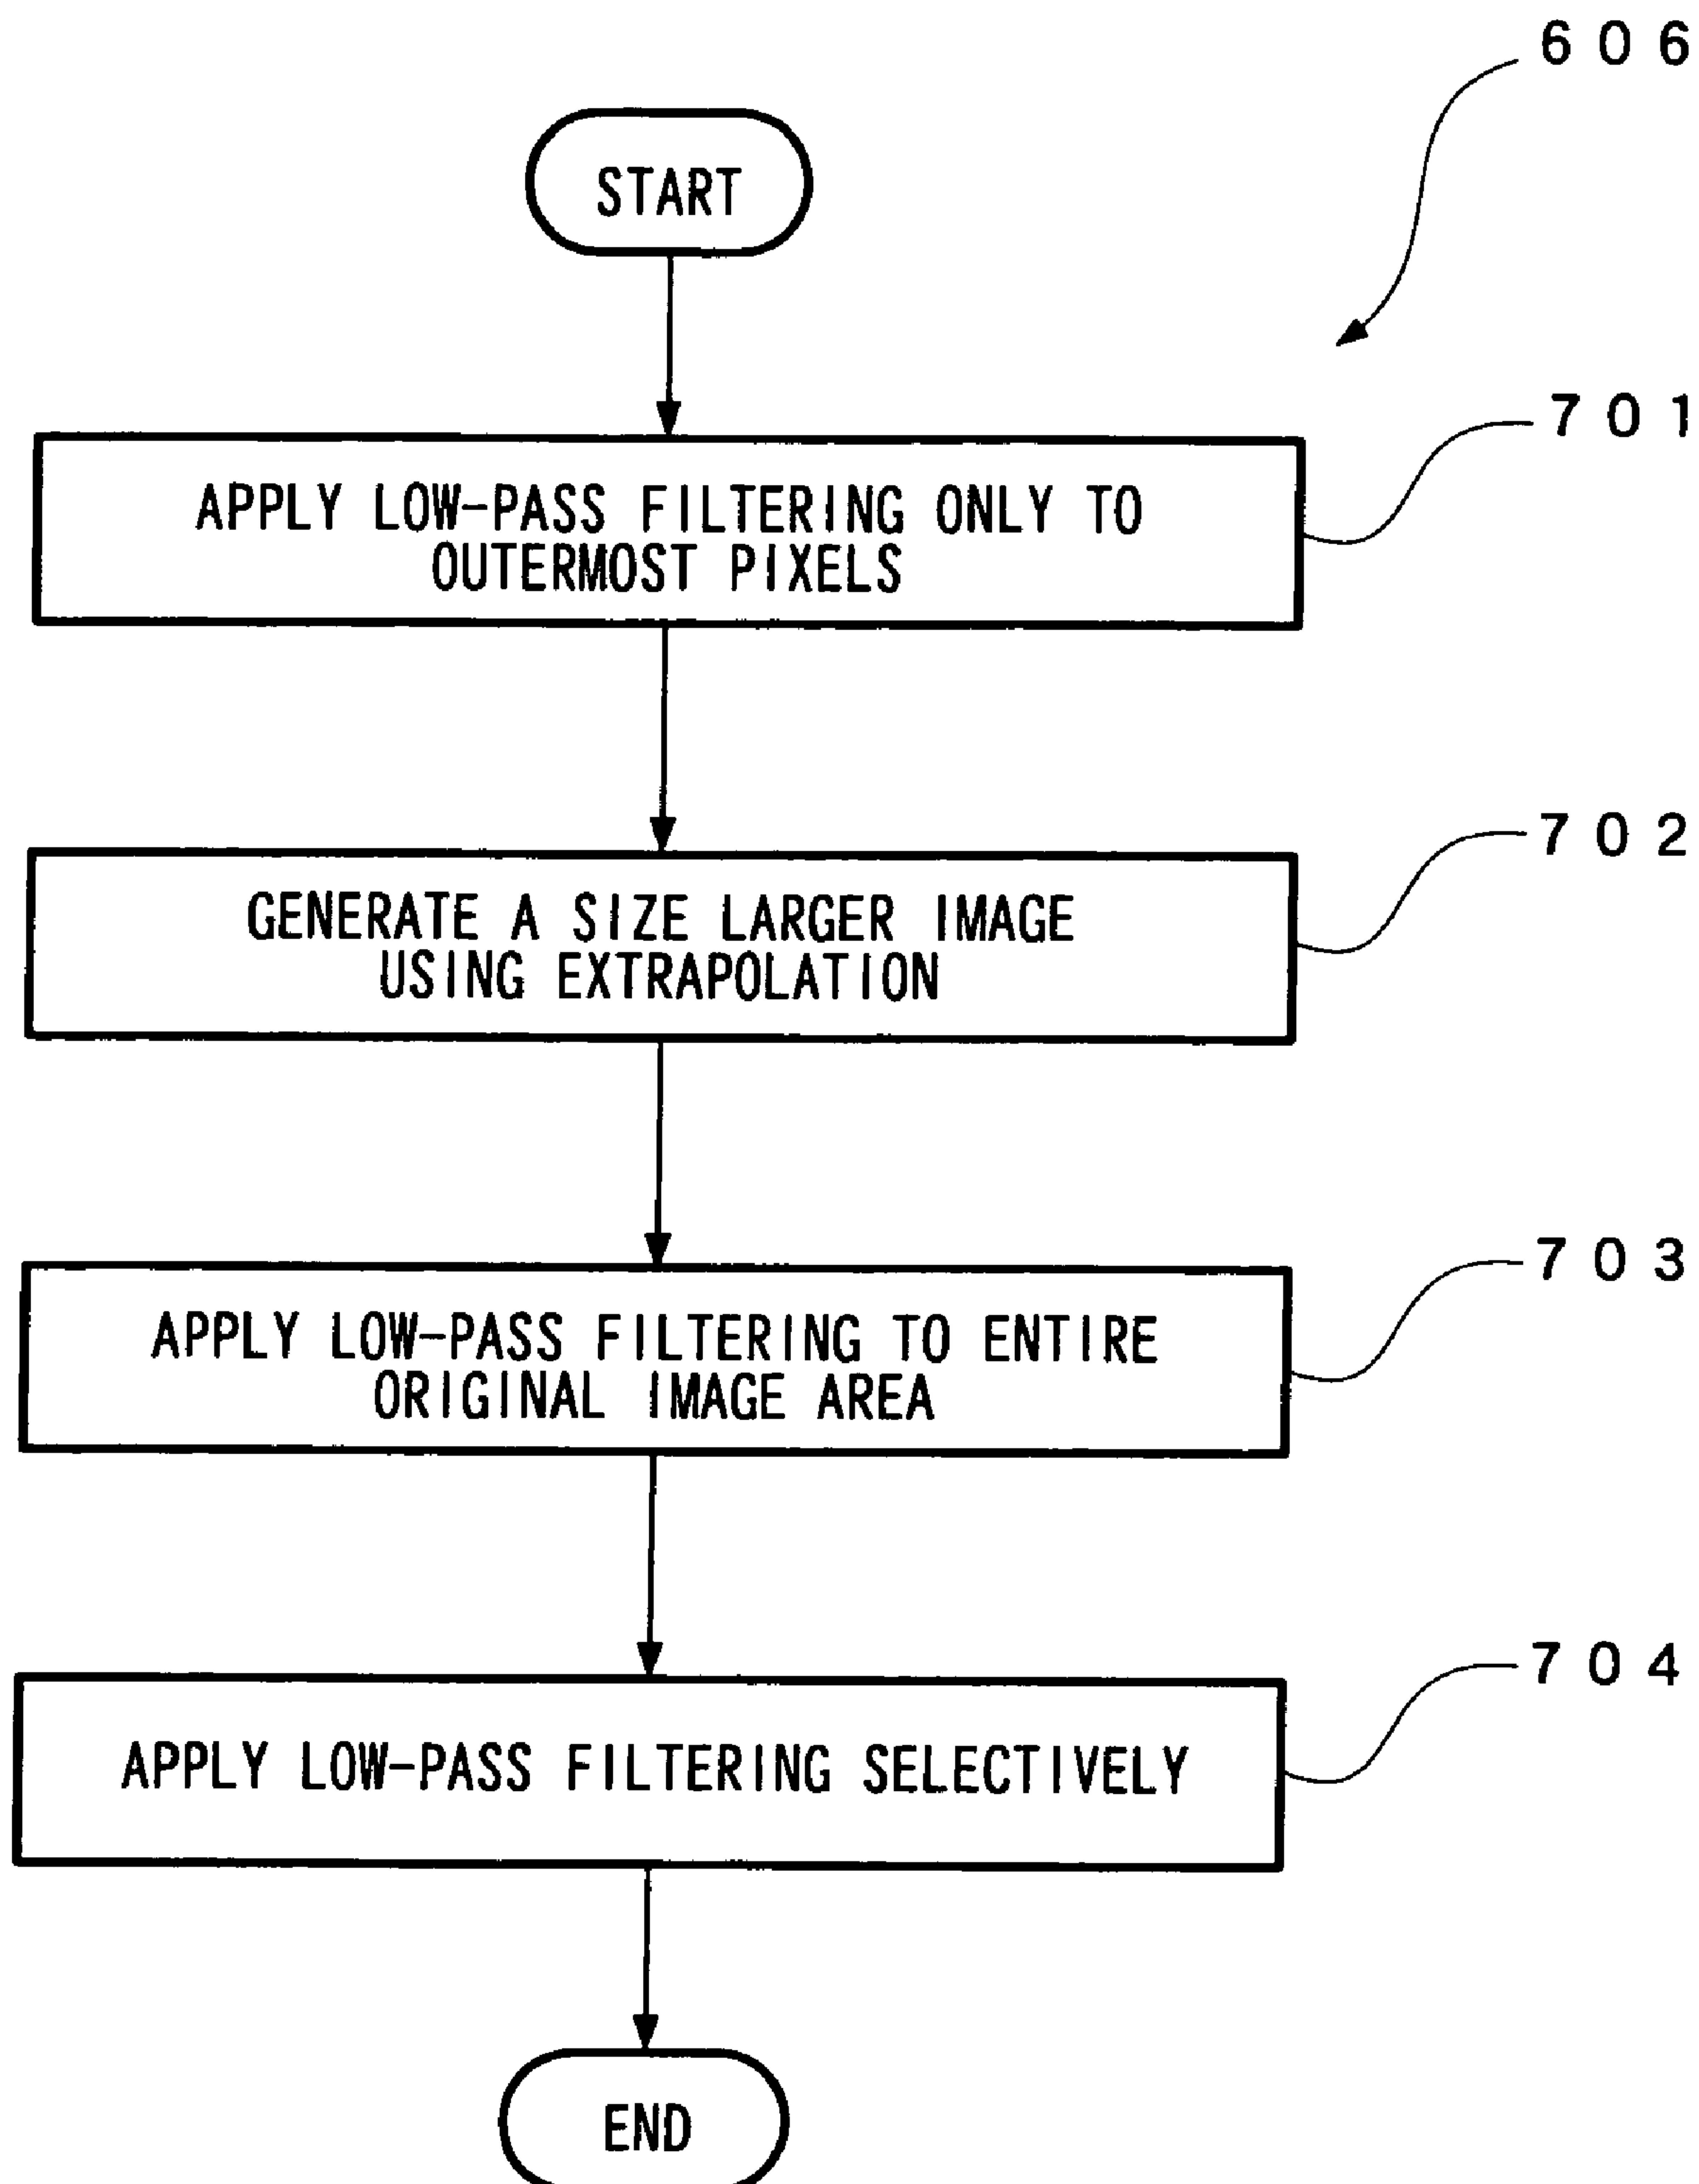 606
START
701
APPLY LOW-PASS FILTERING ONLY TO
OUTERMOST PIXELS
702
GENERATE A SIZE LARGER IMAGE
USING EXTRAPOLATION
703
APPLY LOW-PASS FILTERING TO ENTIRE
ORIGINAL IMAGE AREA
704
APPLY LOW-PASS FILTERING SELECTIVELY
END